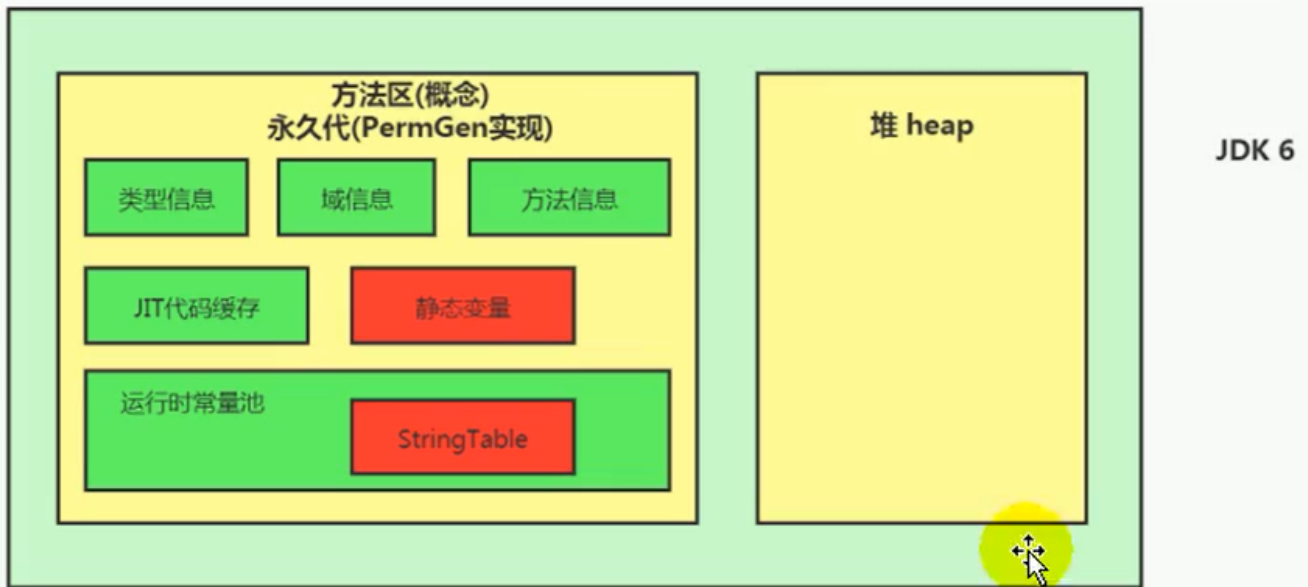 方法区(概念)
永久代(PermGen实现)
类型信息
域信息
方法信息
JIT代码缓存
静态变量
运行时常量池
StringTable
堆 heap
JDK 6